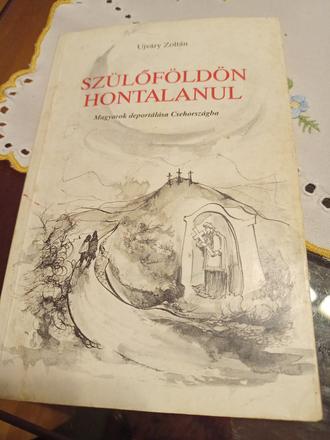 Ujváry Zoltán
SZÜLŐFÖLDÖN
HONTALANUL
Magyarok deportálása Csehországba